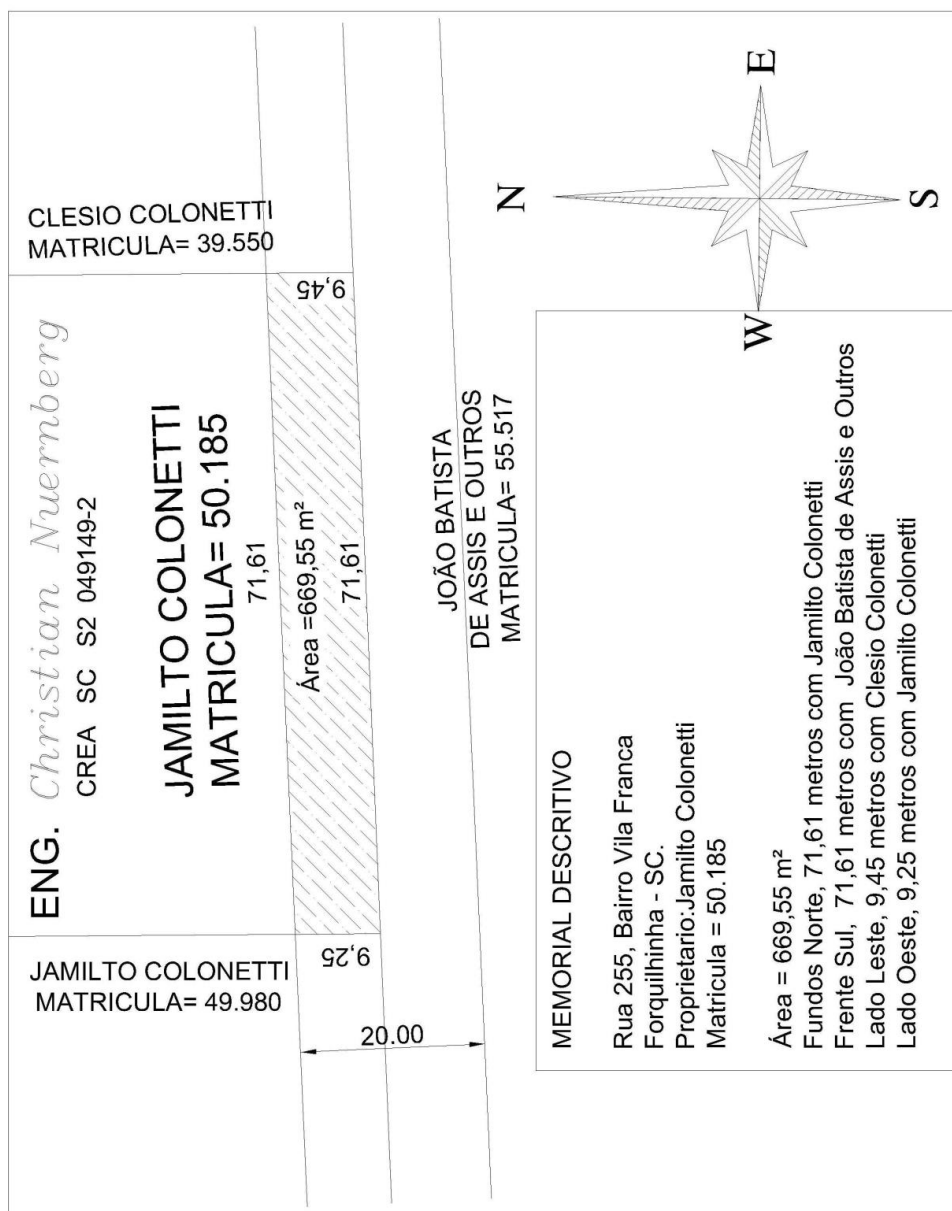 ENG. Christian Nuernberg
CREA SC S2 049149-2
CLESIO COLONETTI
MATRICULA= 39.550
JAMILTO COLONETTI
MATRICULA= 50.185
JAMILTO COLONETTI
MATRICULA= 49.980
71,61
9,25
Área =669,55 m²
9,45
71,61
20.00
JOÃO BATISTA
DE ASSIS E OUTROS
MATRICULA= 55.517
MEMORIAL DESCRITIVO
Rua 255, Bairro Vila Franca
Forquilhinha - SC.
Proprietario:Jamilto Colonetti
Matricula = 50.185
Área = 669,55 m²
Fundos Norte, 71,61 metros com Jamilto Colonetti
Frente Sul, 71,61 metros com João Batista de Assis e Outros
Lado Leste, 9,45 metros com Clesio Colonetti
Lado Oeste, 9,25 metros com Jamilto Colonetti
N
W
E
S